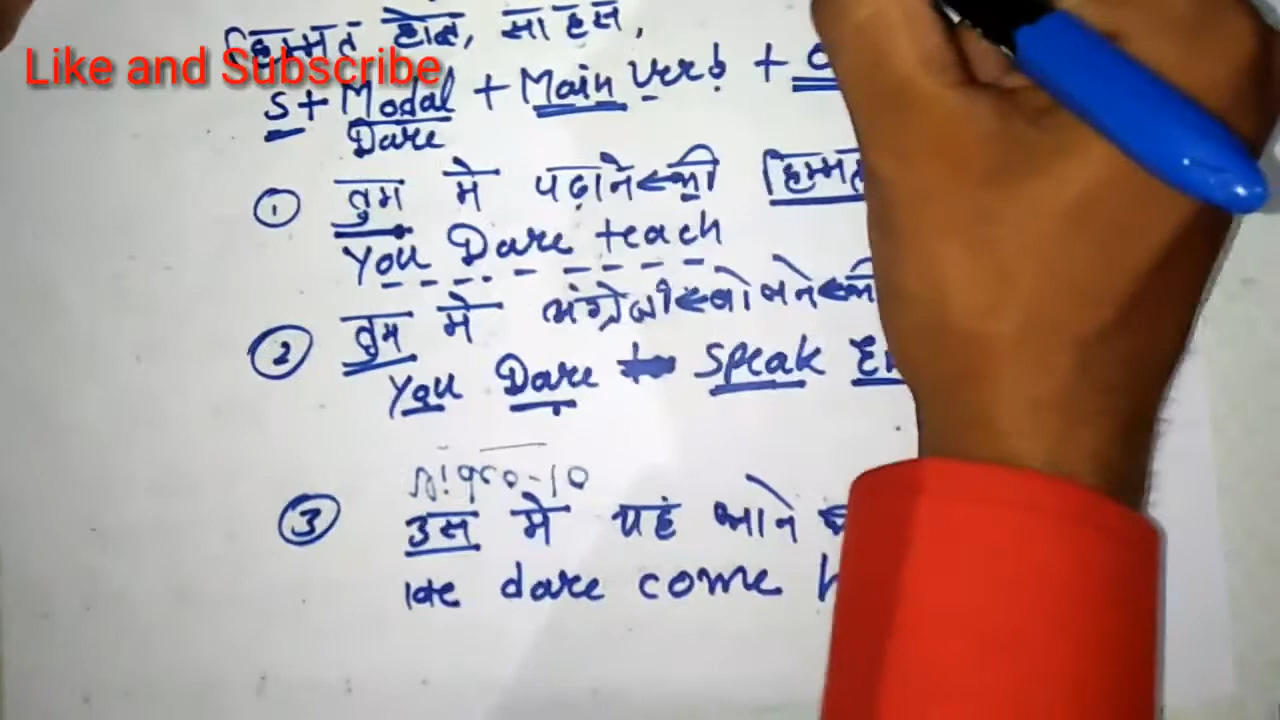 हिम्मत होना, साहस,
Like and Subscribe
S + Modal + Main Verb +
Dare
① तुम मे पढ़ाने की हिम्मत
You Dare teach
② तुम मे अंग्रेजी बोलने की
You Dare Speak
③ उस मे यहं आने
He dare come